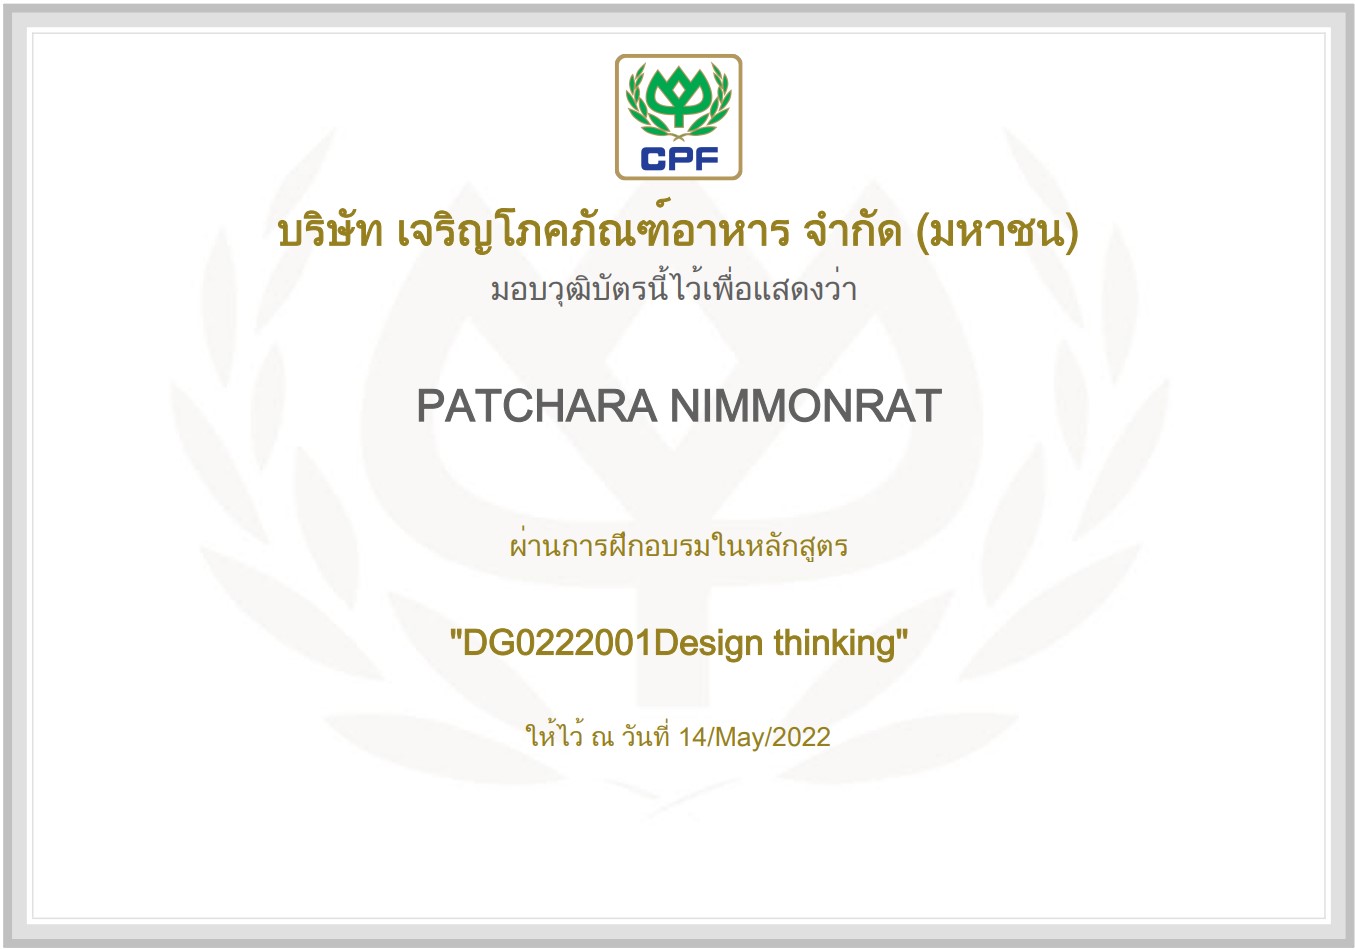 CPF
บริษัท เจริญโภคภัณฑ์อาหาร จำกัด (มหาชน)
มอบวุฒิบัตรนี้ไว้เพื่อแสดงว่า
PATCHARA NIMMONRAT
ผ่านการฝึกอบรมในหลักสูตร
"DG0222001Design thinking"
ให้ไว้ ณ วันที่ 14/May/2022